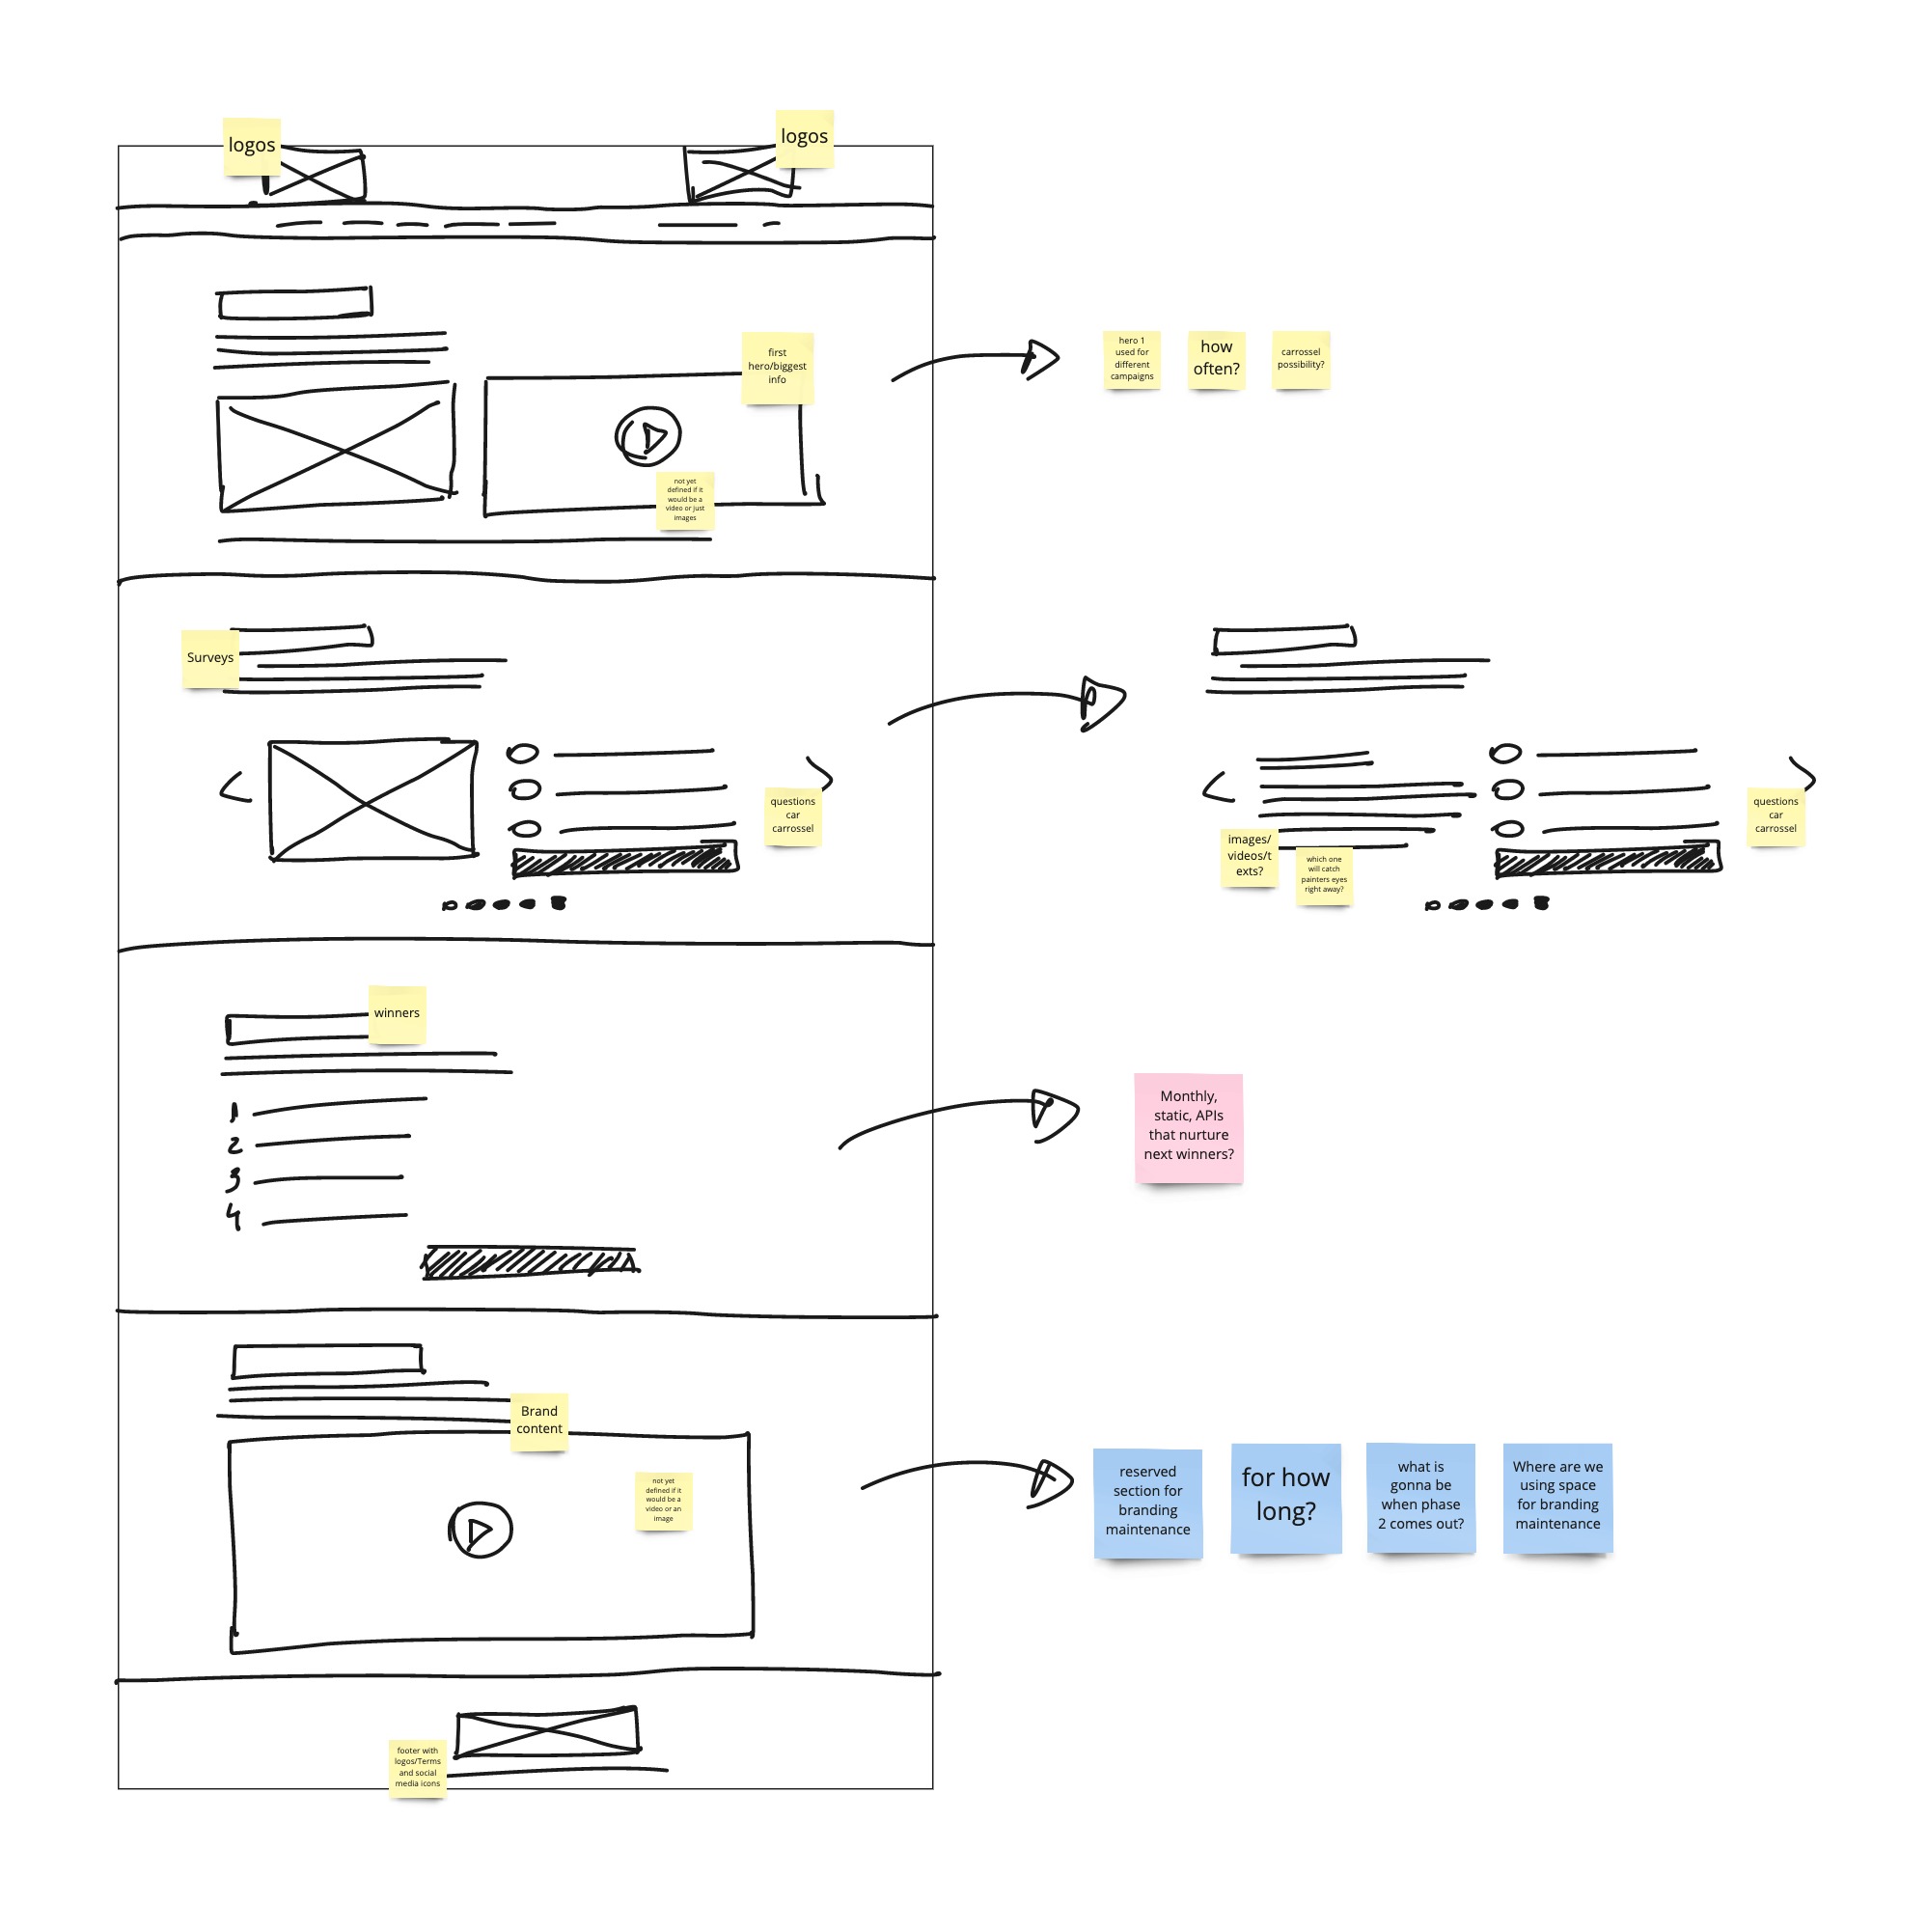 logos
logos
first
hero/biggest
info
hero 1
used for
different
campaigns
how
often?
carrossel
possibility?
not yet
defined if it
would be a
video or just
images
Surveys
questions
car
carrossel
images/
videos/t
exts?
which one
will catch
painters eyes
right away?
questions
car
carrossel
winners
1
2
3
4
Monthly,
static, APIs
that nurture
next winners?
Brand
content
not yet
defined if it
would be a
video or an
image
reserved
section for
branding
maintenance
for how
long?
what is
gonna be
when phase
2 comes out?
Where are we
using space
for branding
maintenance
footer with
logos/Terms
and social
media icons